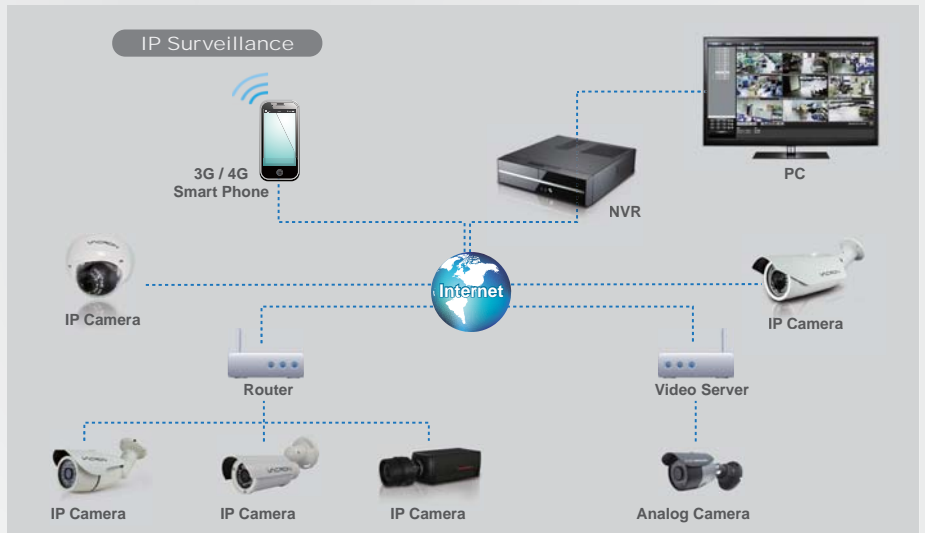 IP Surveillance
3G / 4G
Smart Phone
NVR
PC
IP Camera
Internet
IP Camera
Router
Video Server
IP Camera
IP Camera
IP Camera
Analog Camera